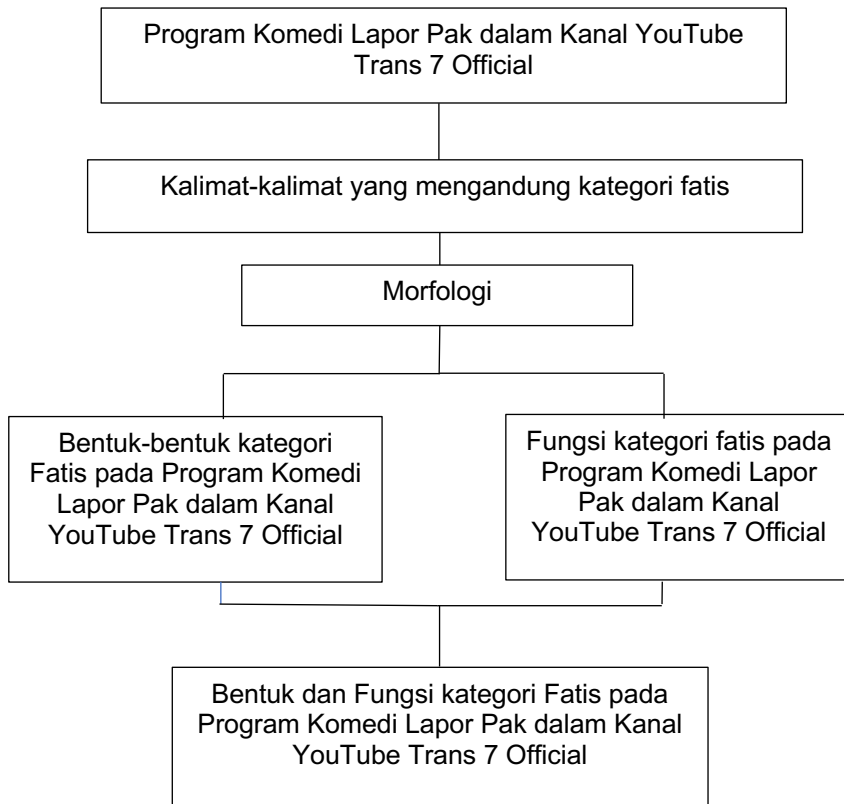 Program Komedi Lapor Pak dalam Kanal YouTube
Trans 7 Official
Kalimat-kalimat yang mengandung kategori fatis
Morfologi
Bentuk-bentuk kategori
Fatis pada Program Komedi
Lapor Pak dalam Kanal
YouTube Trans 7 Official
Fungsi kategori fatis pada
Program Komedi Lapor
Pak dalam Kanal
YouTube Trans 7 Official
Bentuk dan Fungsi kategori Fatis pada
Program Komedi Lapor Pak dalam Kanal
YouTube Trans 7 Official